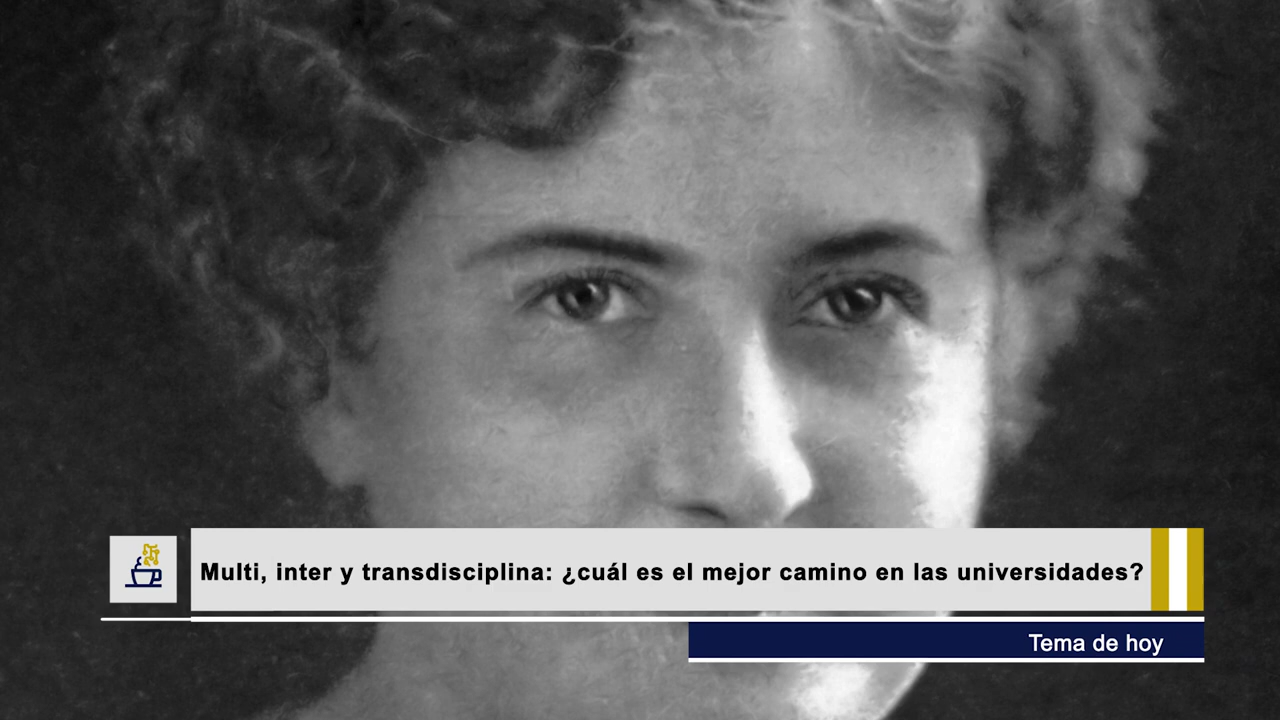 Multi, inter y transdisciplina: ¿cuál es el mejor camino en las universidades?
Tema de hoy